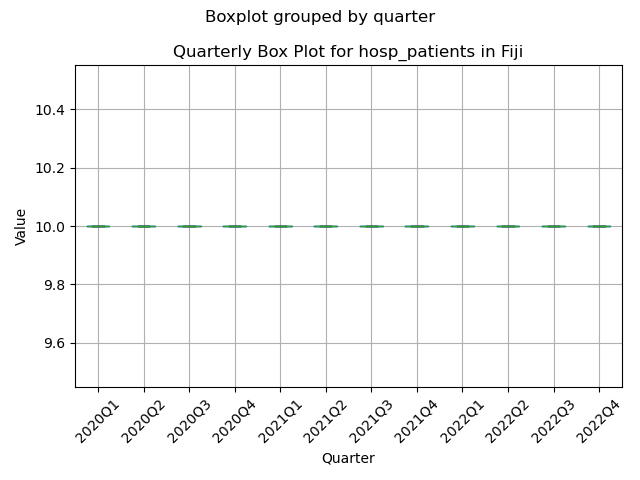 Boxplot grouped by quarter
Quarterly Box Plot for hosp_patients in Fiji
10.4
10.2
10.0
9.8
9.6
Value
2020Q1
2020Q2
2020Q3
2020Q4
2021Q1
2021Q2
2021Q3
2021Q4
2022Q1
2022Q2
2022Q3
2022Q4
Quarter